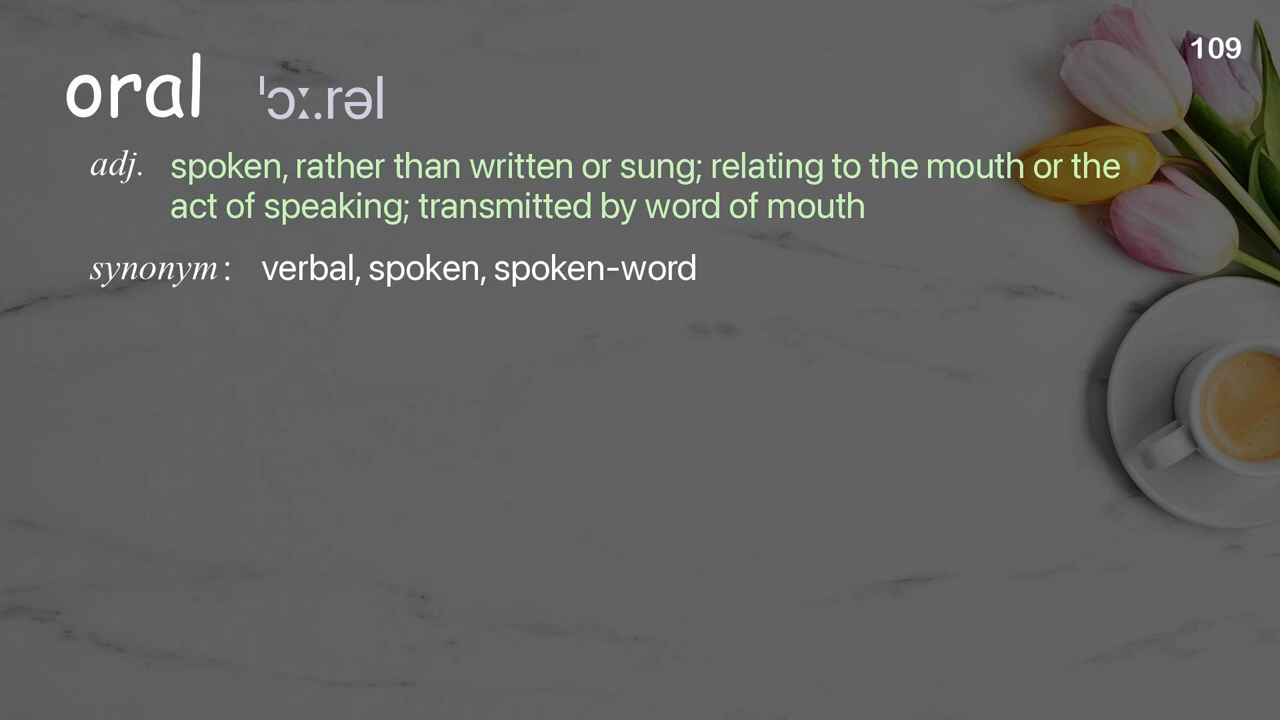 109
oral ˈɔː.rəl
adj. spoken, rather than written or sung; relating to the mouth or the
act of speaking; transmitted by word of mouth
synonym : verbal, spoken, spoken-word